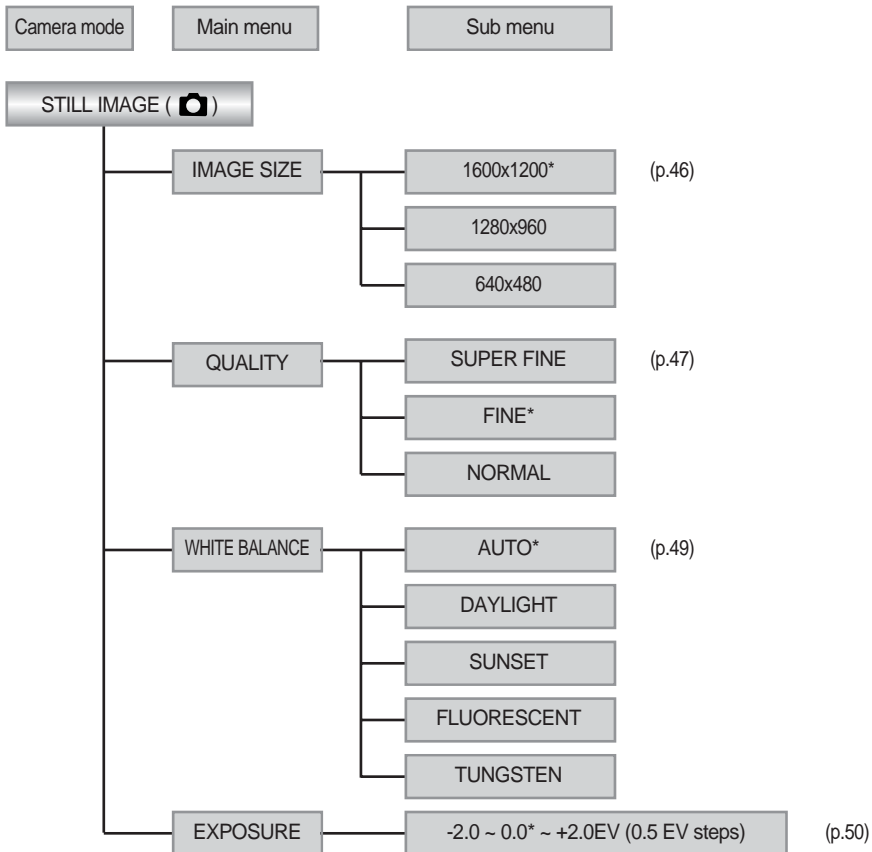 Camera mode Main menu Sub menu
STILL IMAGE ( )
IMAGE SIZE 1600x1200* (p.46)
1280x960
640x480
QUALITY SUPER FINE (p.47)
FINE*
NORMAL
WHITE BALANCE AUTO* (p.49)
DAYLIGHT
SUNSET
FLUORESCENT
TUNGSTEN
EXPOSURE -2.0 ~ 0.0* ~ +2.0EV (0.5 EV steps) (p.50)